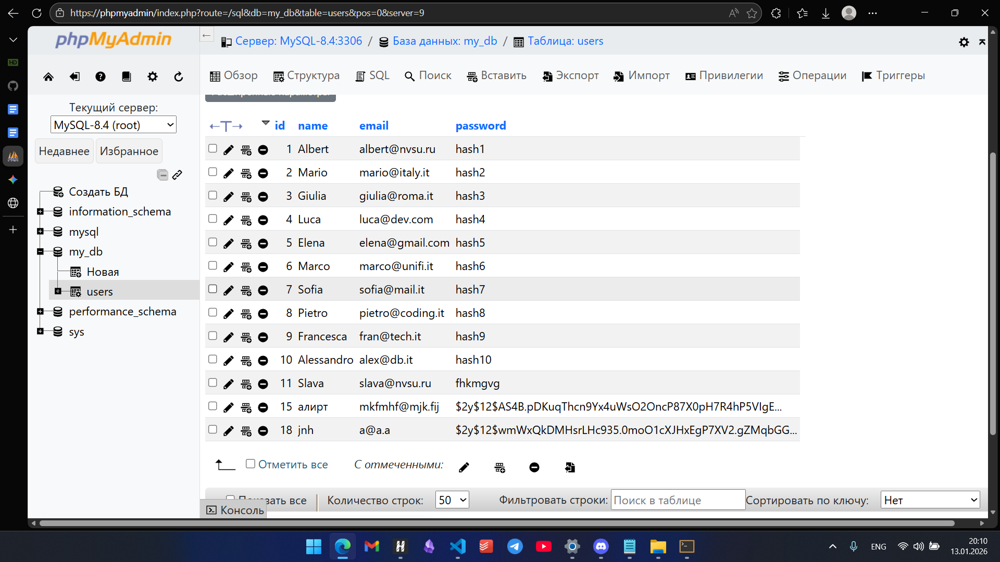 https://phpmyadmin/index.php?route=/sql&db=my_db&table=users&pos=0&server=9
phpMyAdmin
Сервер: MySQL-8.4:3306 / База данных: my_db / Таблица: users
Обзор Структура SQL Поиск Вставить Экспорт Импорт Привилегии Операции Триггеры
Текущий сервер:
MySQL-8.4 (root)
Недавнее Избранное
Создать БД
information_schema
mysql
my_db
Новая
users
performance_schema
sys
←T→ id name email password
1 Albert albert@nvsu.ru hash1
2 Mario mario@italy.it hash2
3 Giulia giulia@roma.it hash3
4 Luca luca@dev.com hash4
5 Elena elena@gmail.com hash5
6 Marco marco@unifi.it hash6
7 Sofia sofia@mail.it hash7
8 Pietro pietro@coding.it hash8
9 Francesca fran@tech.it hash9
10 Alessandro alex@db.it hash10
11 Slava slava@nvsu.ru fhkmgvg
15 алирт mkfmhf@mjk.fij $2y$12$AS4B.pDKuqThcn9Yx4uWsO2OncP87X0pH7R4hP5VIgE...
18 jnh a@a.a $2y$12$wmWxQkDMHsrLHc935.0moO1cXJHxEgP7XV2.gZMqbGG...
Отметить все С отмеченными:
Показать все Количество строк: 50 Фильтровать строки: Поиск в таблице Сортировать по ключу: Нет
Консоль
HD
ENG
20:10
13.01.2026